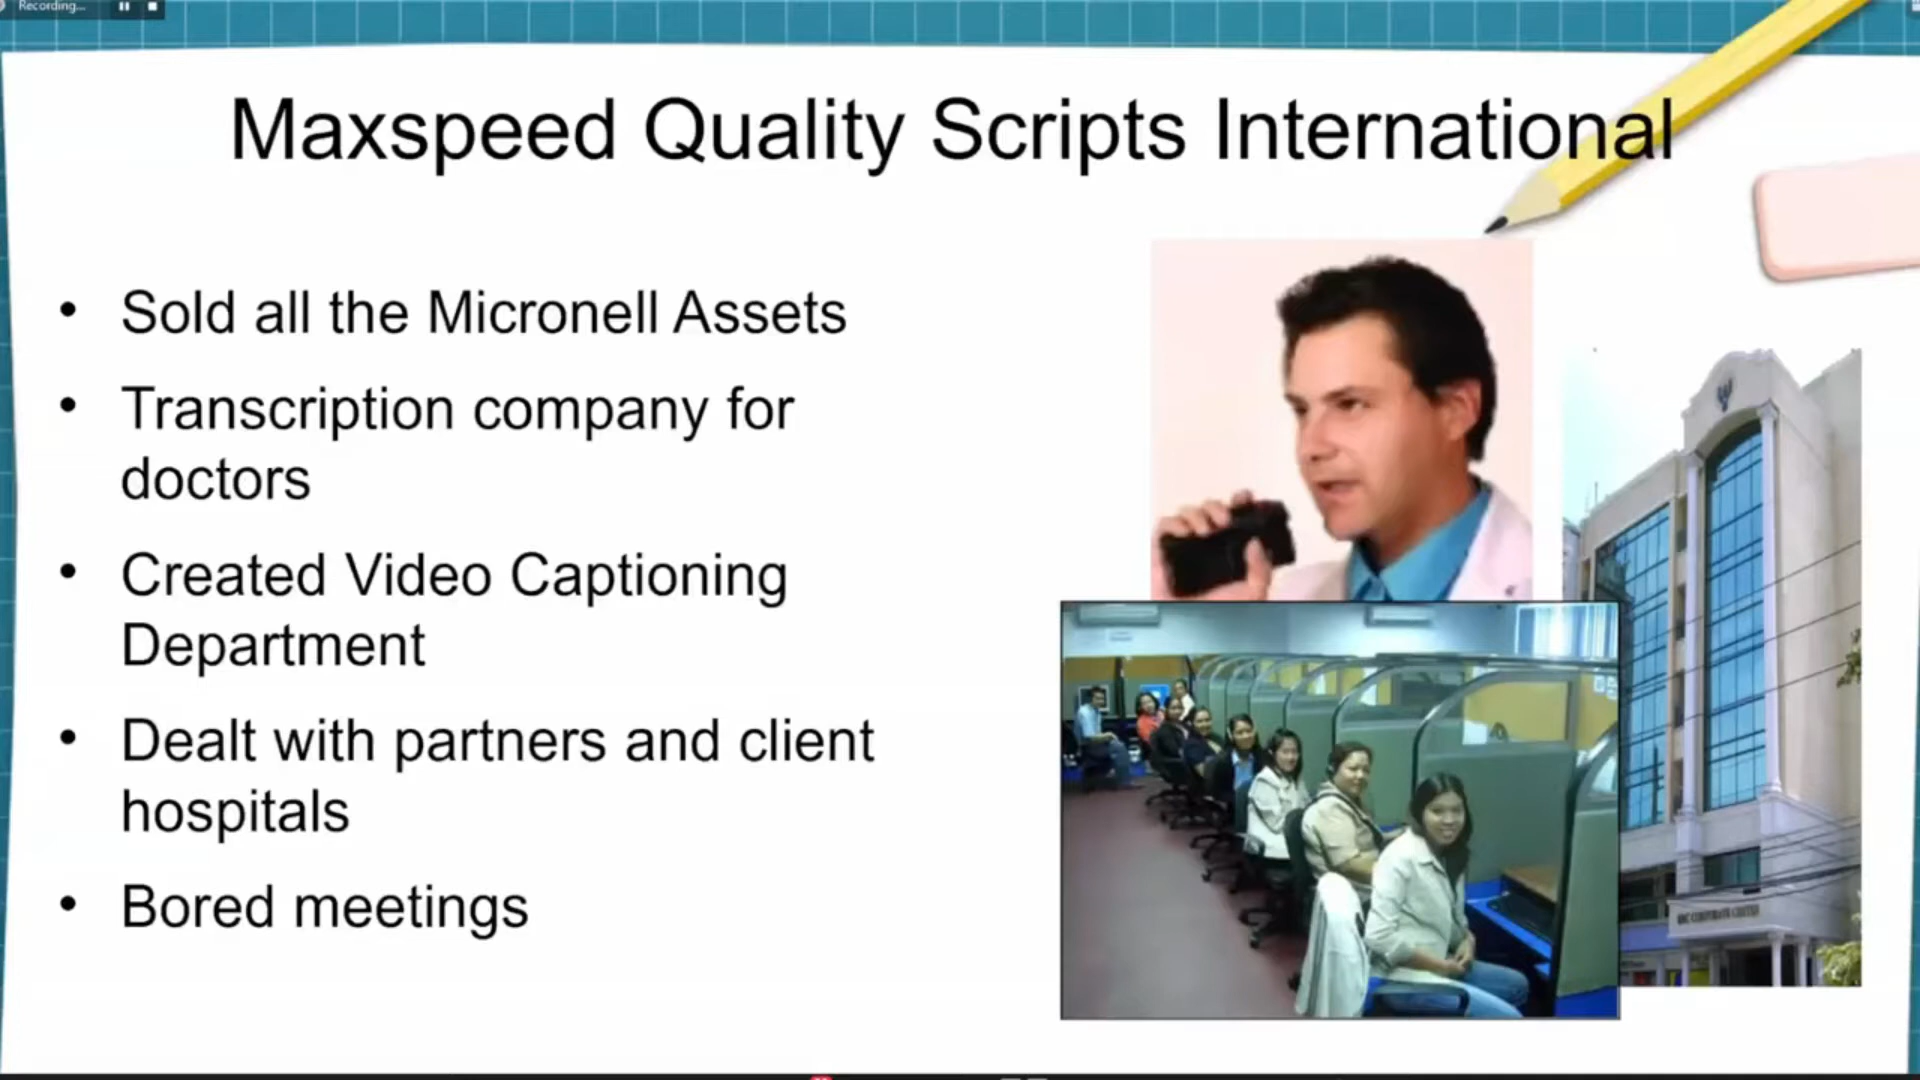 Recording...
Maxspeed Quality Scripts International
• Sold all the Micronell Assets
• Transcription company for
doctors
• Created Video Captioning
Department
• Dealt with partners and client
hospitals
• Bored meetings